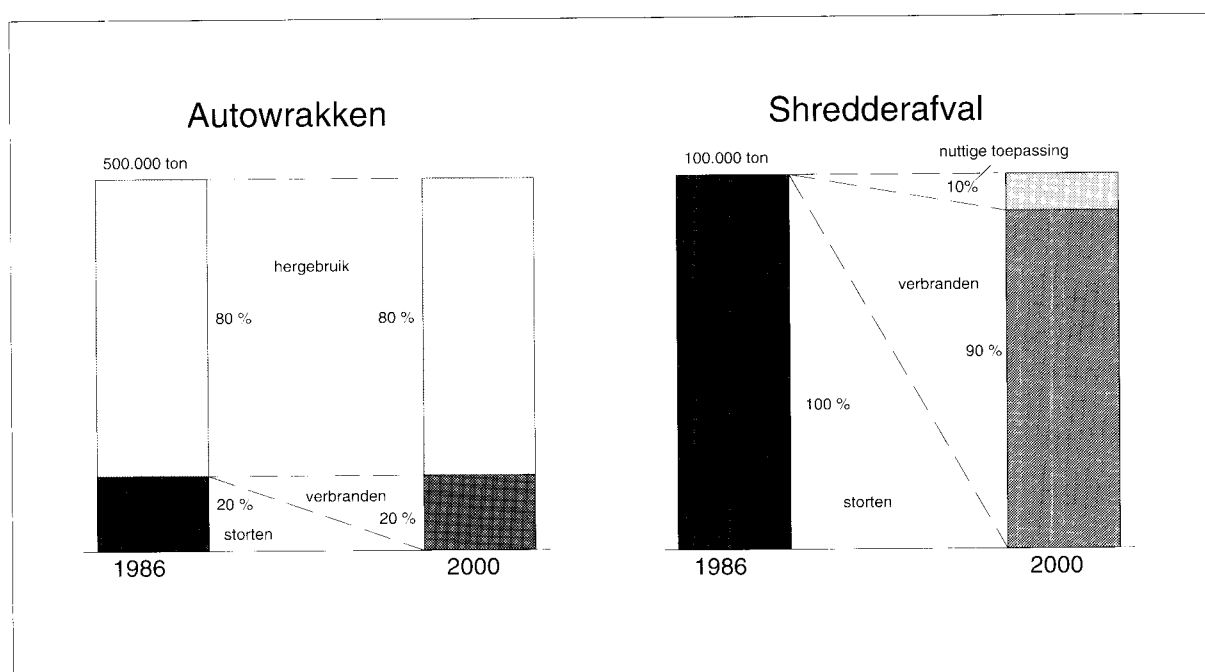 Autowrakken
500.000 ton
hergebruik
80 %
80 %
20 %
verbranden
20 %
storten
1986
2000
Shredderafval
100.000 ton
nuttige toepassing
10%
verbranden
90 %
100 %
storten
1986
2000